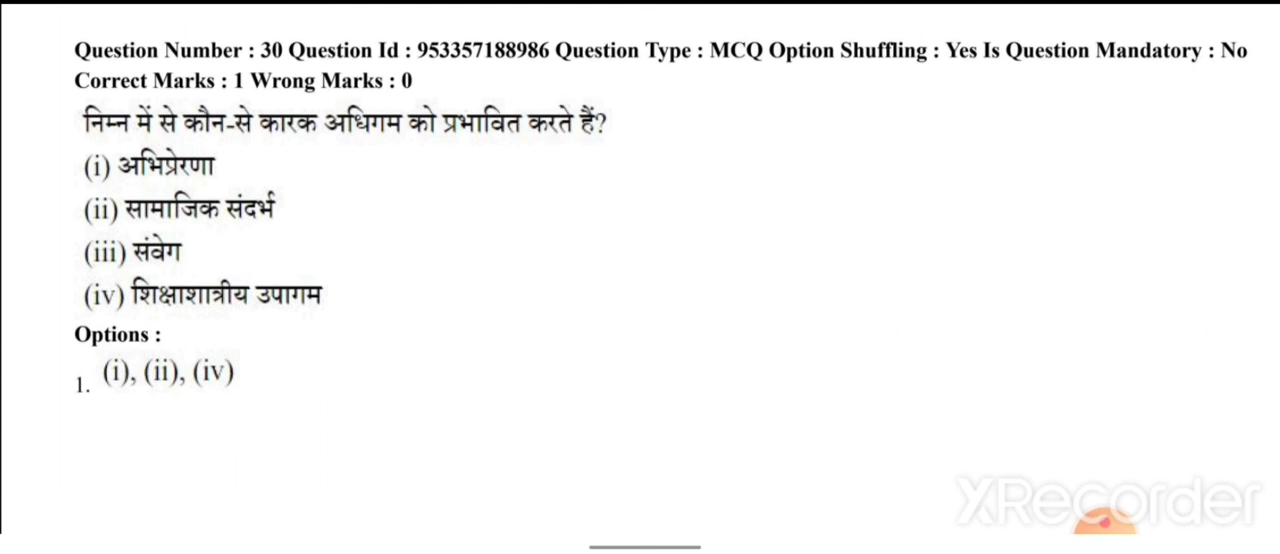 Question Number : 30 Question Id : 953357188986 Question Type : MCQ Option Shuffling : Yes Is Question Mandatory : No
Correct Marks : 1 Wrong Marks : 0
निम्न में से कौन-से कारक अधिगम को प्रभावित करते हैं?
(i) अभिप्रेरणा
(ii) सामाजिक संदर्भ
(iii) संवेग
(iv) शिक्षाशात्रीय उपागम
Options :
1. (i), (ii), (iv)
XRecorder